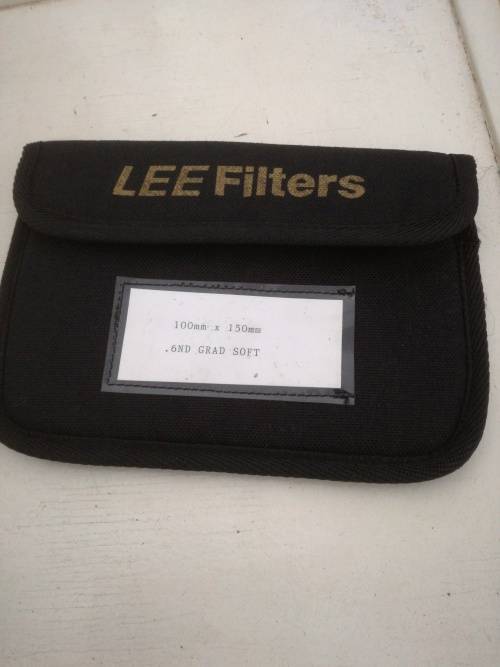 LEE Filters
100mm x 150mm
.6ND GRAD SOFT